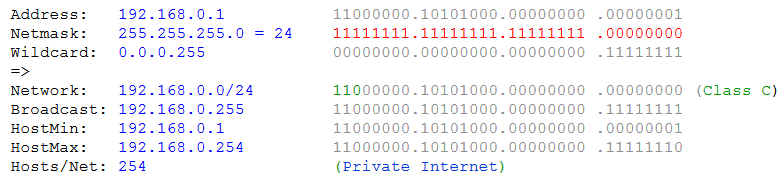 Address:   192.168.0.1           11000000.10101000.00000000 .00000001
Netmask:   255.255.255.0 = 24    11111111.11111111.11111111 .00000000
Wildcard:  0.0.0.255             00000000.00000000.00000000 .11111111
=>
Network:   192.168.0.0/24        11000000.10101000.00000000 .00000000 (Class C)
Broadcast: 192.168.0.255         11000000.10101000.00000000 .11111111
HostMin:   192.168.0.1           11000000.10101000.00000000 .00000001
HostMax:   192.168.0.254         11000000.10101000.00000000 .11111110
Hosts/Net: 254                   (Private Internet)